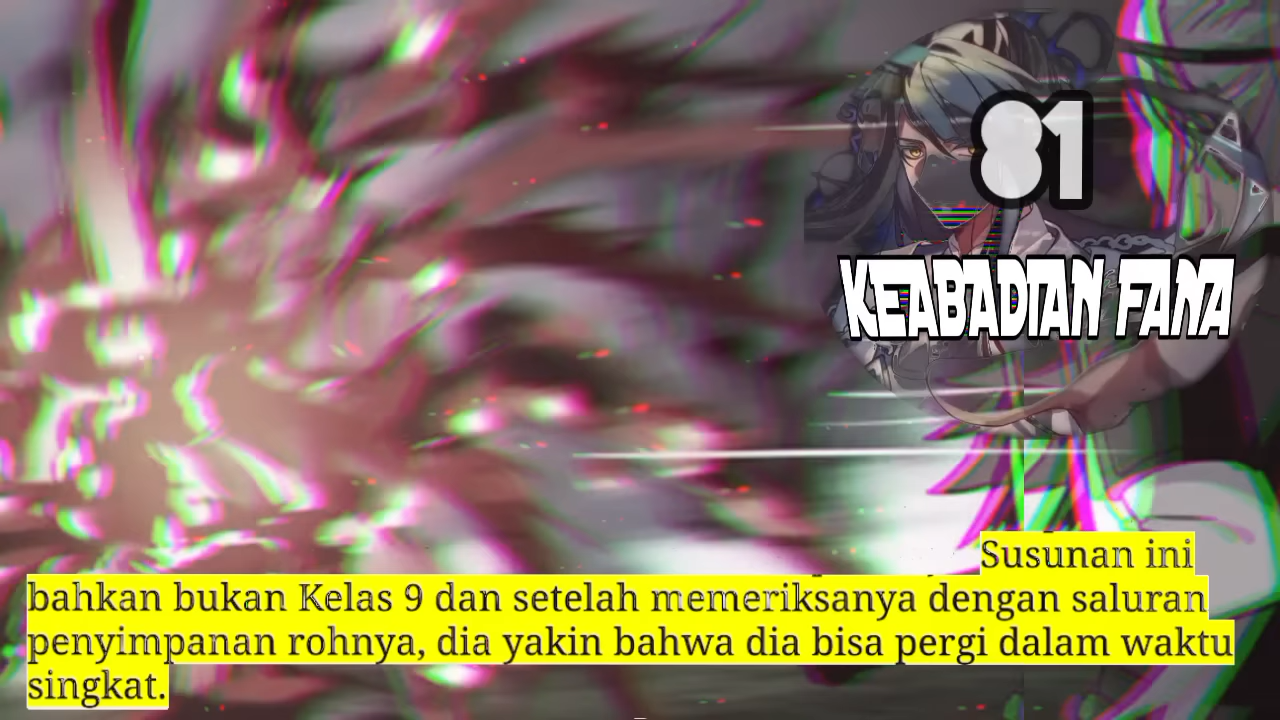 81
KEABADIAN FANA
Susunan ini
bahkan bukan Kelas 9 dan setelah memeriksanya dengan saluran
penyimpanan rohnya, dia yakin bahwa dia bisa pergi dalam waktu
singkat.